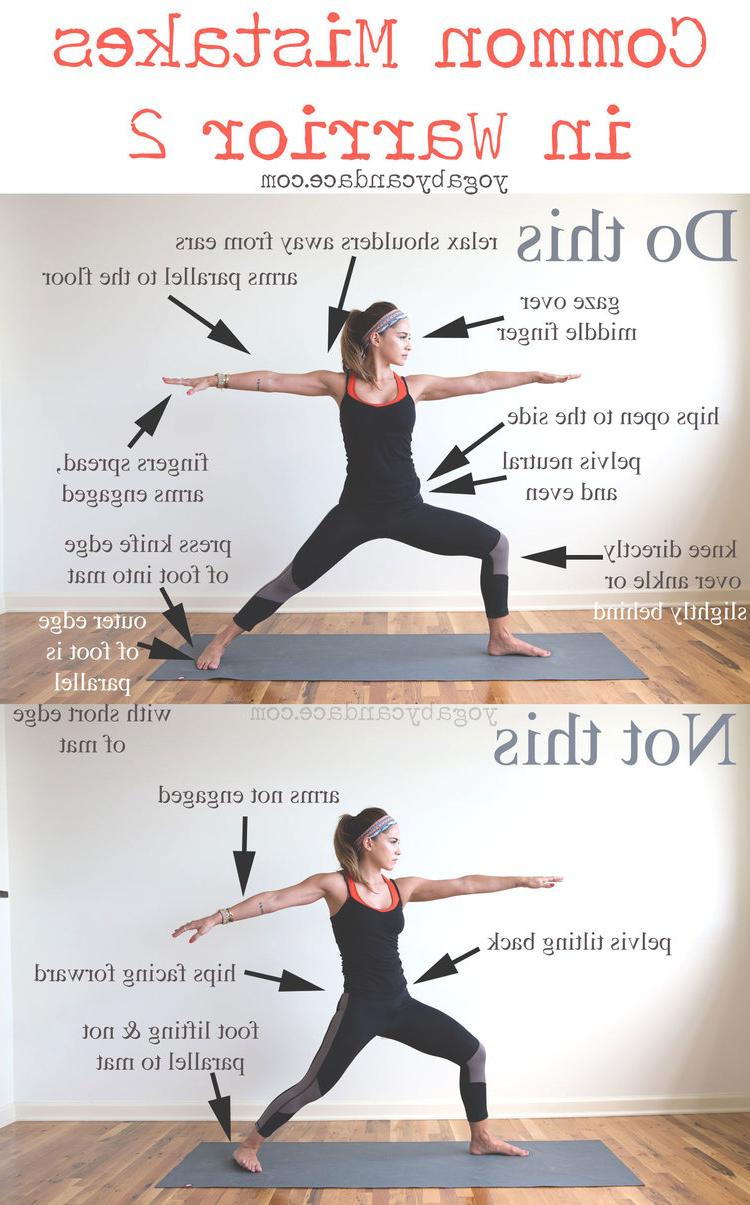 Common Mistakes
in Warrior 2
yogabycandace.com
Do this
relax shoulders away from ears
arms parallel to the floor
gaze over
middle finger
hips open to the side
pelvis neutral
and even
fingers spread,
arms engaged
press knife edge
of foot into mat
knee directly
over ankle or
slightly behind
outer edge
of foot is
parallel
with short edge
of mat
yogabycandace.com
Not this
arms not engaged
pelvis tilting back
hips facing forward
foot lifting & not
parallel to mat